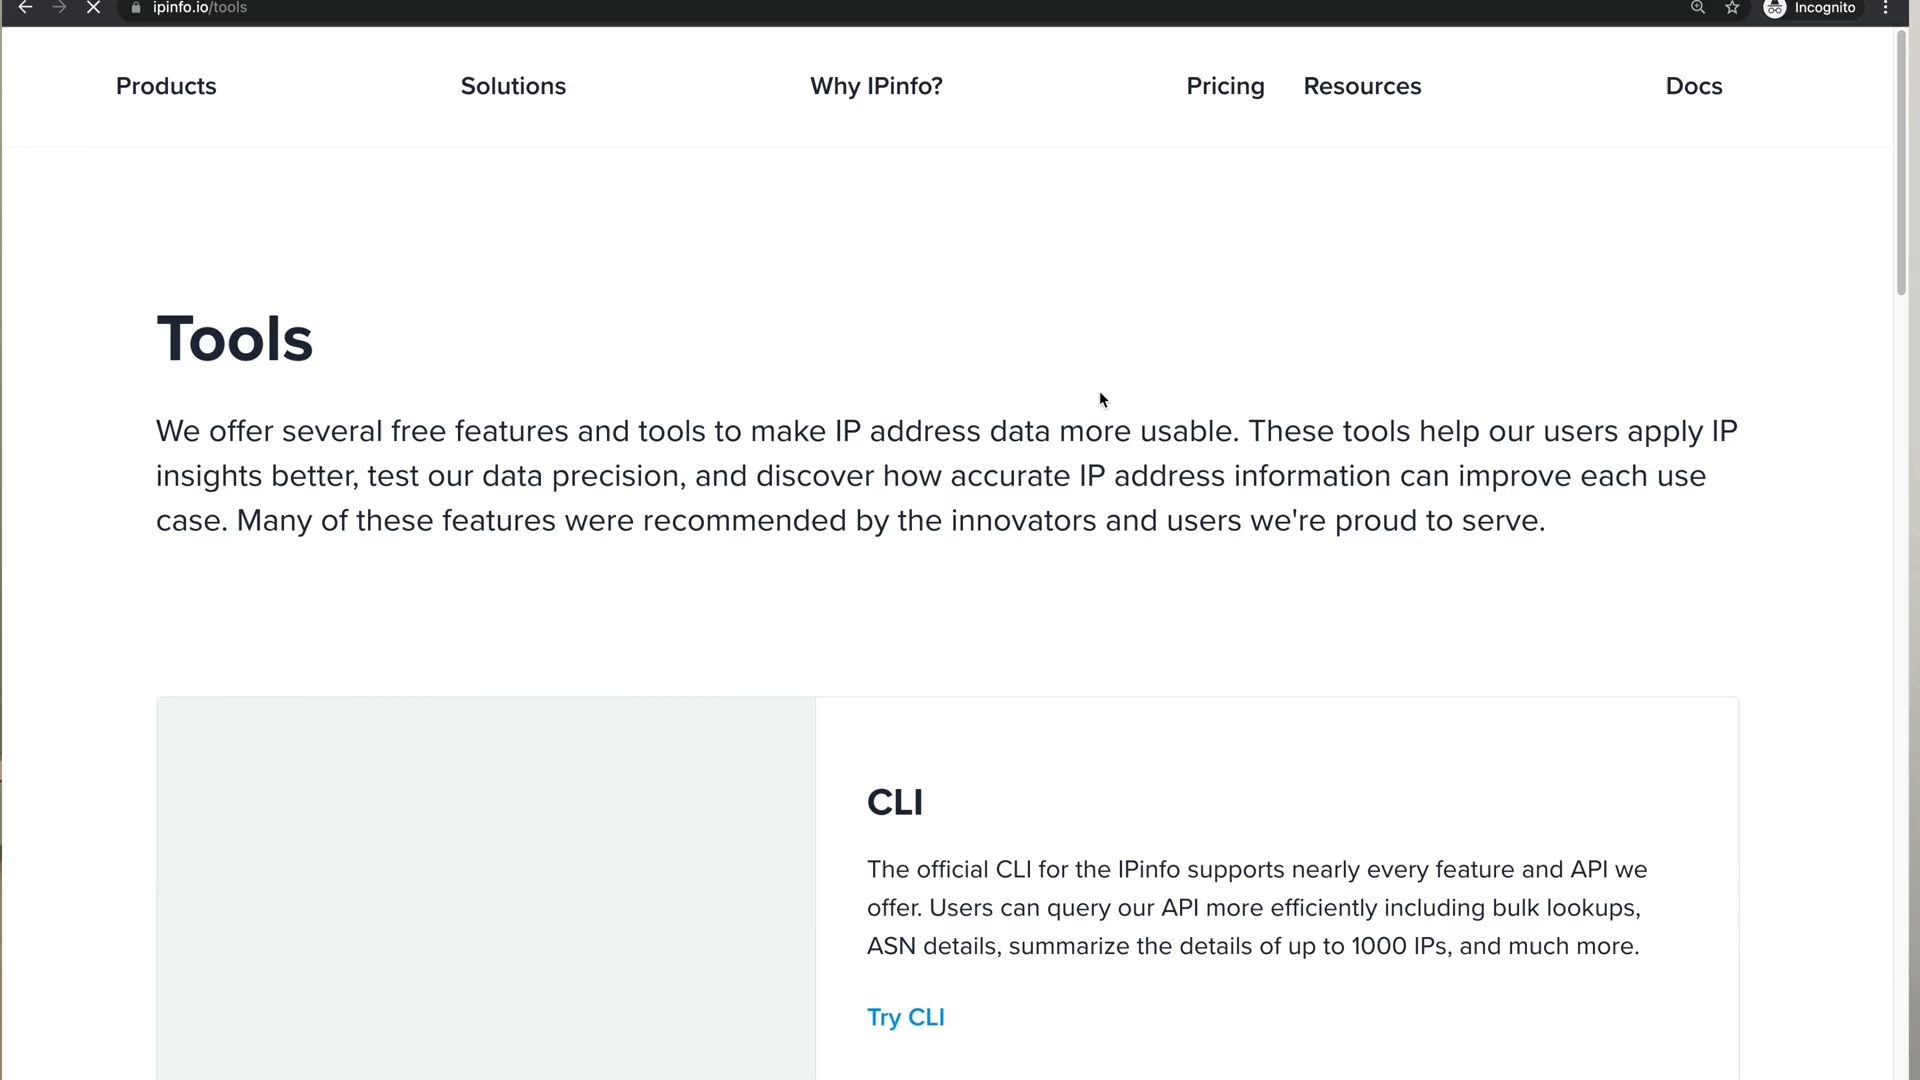 ipinfo.io/tools
Incognito
Products Solutions Why IPinfo? Pricing Resources Docs
Tools
We offer several free features and tools to make IP address data more usable. These tools help our users apply IP
insights better, test our data precision, and discover how accurate IP address information can improve each use
case. Many of these features were recommended by the innovators and users we're proud to serve.
CLI
The official CLI for the IPinfo supports nearly every feature and API we
offer. Users can query our API more efficiently including bulk lookups,
ASN details, summarize the details of up to 1000 IPs, and much more.
Try CLI